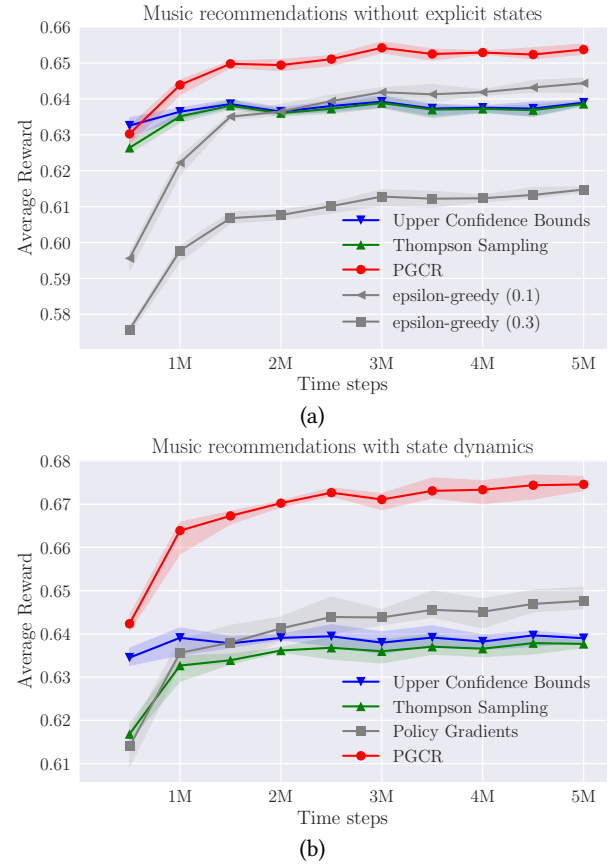 Music recommendations without explicit states
0.66
0.65
0.64
0.63
0.62
0.61
0.60
0.59
0.58
Average Reward
Upper Confidence Bounds
Thompson Sampling
PGCR
epsilon-greedy (0.1)
epsilon-greedy (0.3)
1M 2M 3M 4M 5M
Time steps
(a)
Music recommendations with state dynamics
0.68
0.67
0.66
0.65
0.64
0.63
0.62
0.61
Average Reward
Upper Confidence Bounds
Thompson Sampling
Policy Gradients
PGCR
1M 2M 3M 4M 5M
Time steps
(b)